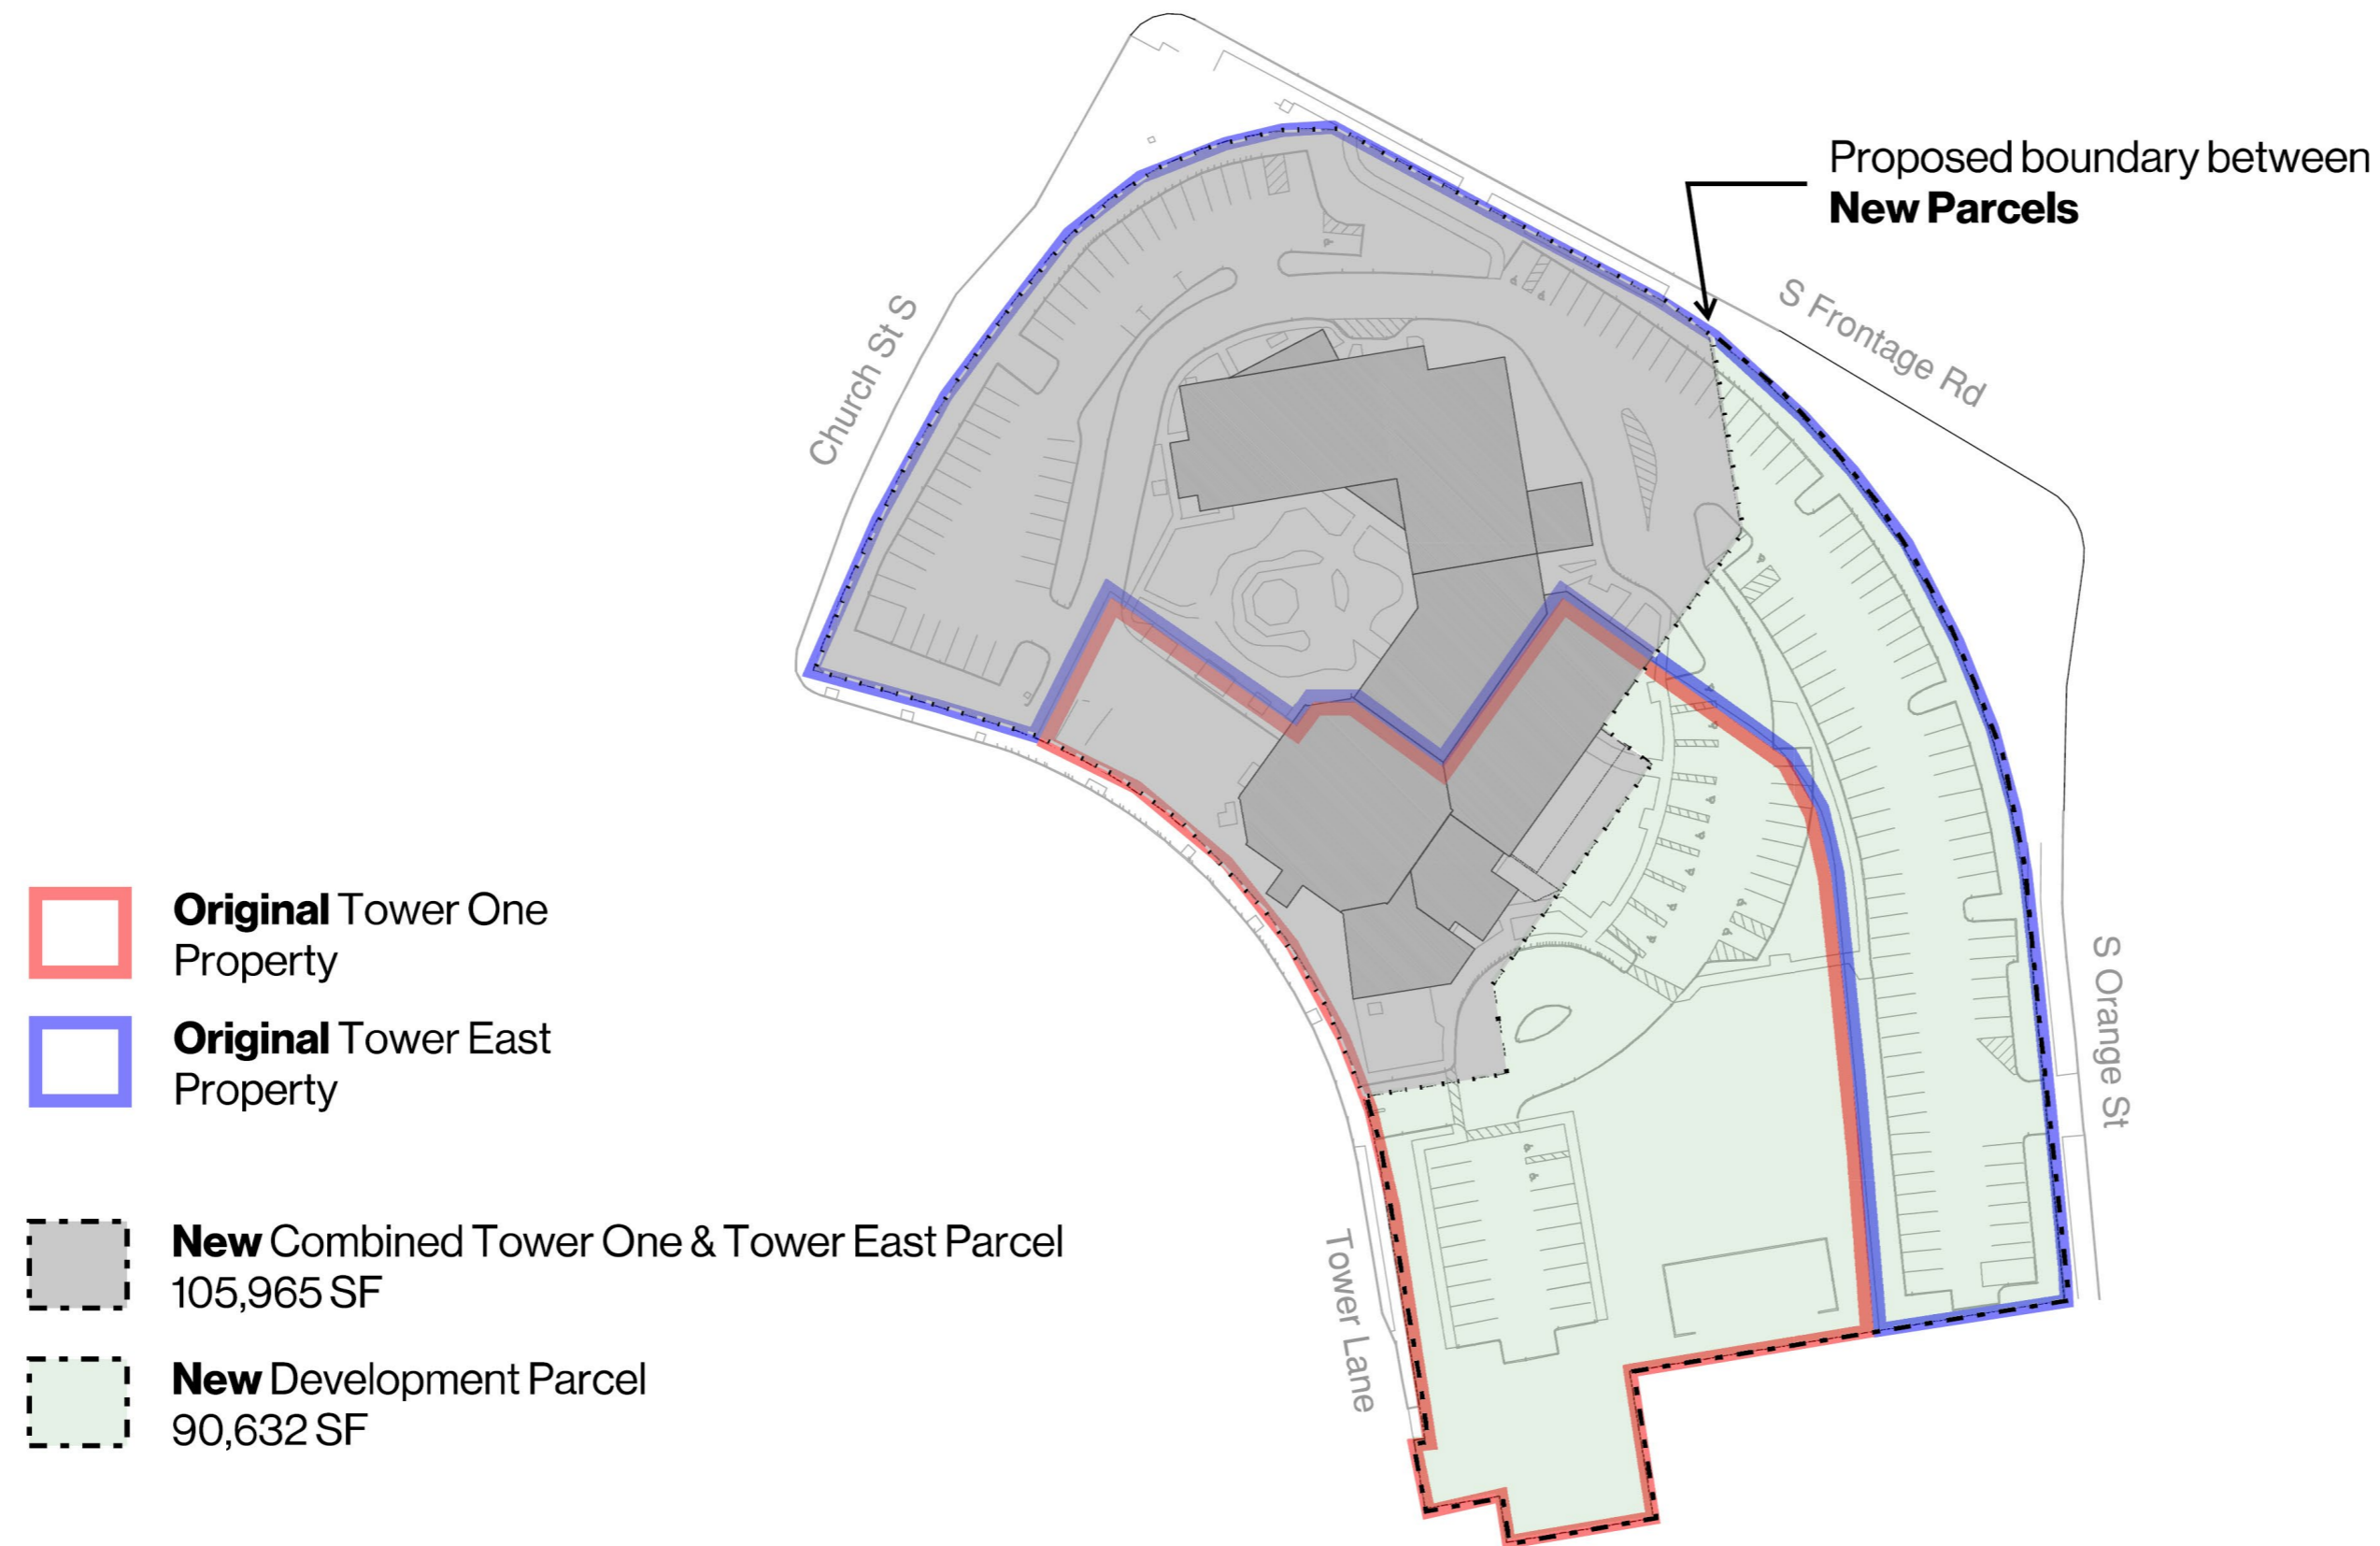 Proposed boundary between
New Parcels
S Frontage Rd
Church St S
Original Tower One
Property
Original Tower East
Property
S Orange St
New Combined Tower One & Tower East Parcel
105,965 SF
Tower Lane
New Development Parcel
90,632 SF